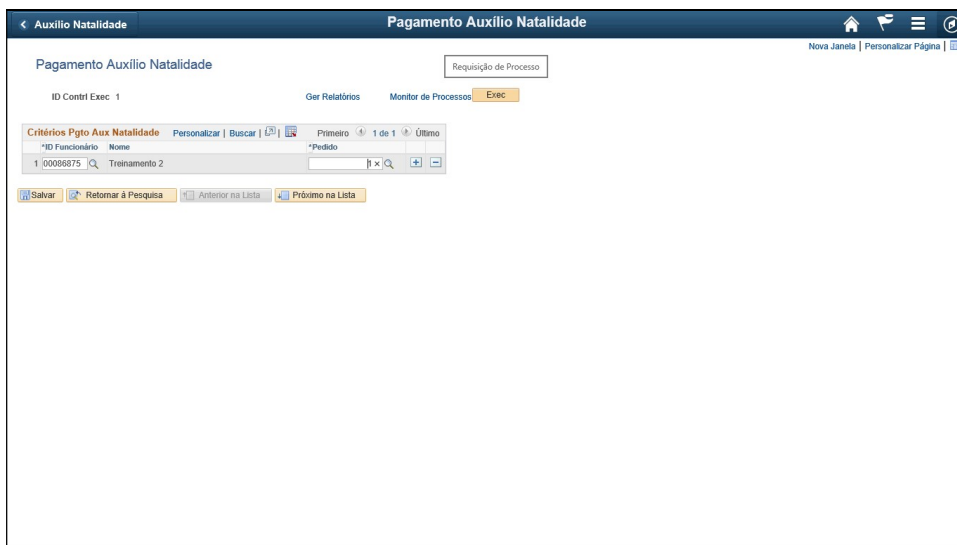 Auxílio Natalidade Pagamento Auxílio Natalidade
Nova Janela | Personalizar Página |
Pagamento Auxílio Natalidade
Requisição de Processo
ID Contrl Exec 1 Ger Relatórios Monitor de Processos Exec
Critérios Pgto Aux Natalidade Personalizar | Buscar | | Primeiro 1 de 1 Último
*ID Funcionário Nome *Pedido
1 00086875 Treinamento 2 1 ×
Salvar Retornar à Pesquisa Anterior na Lista Próximo na Lista